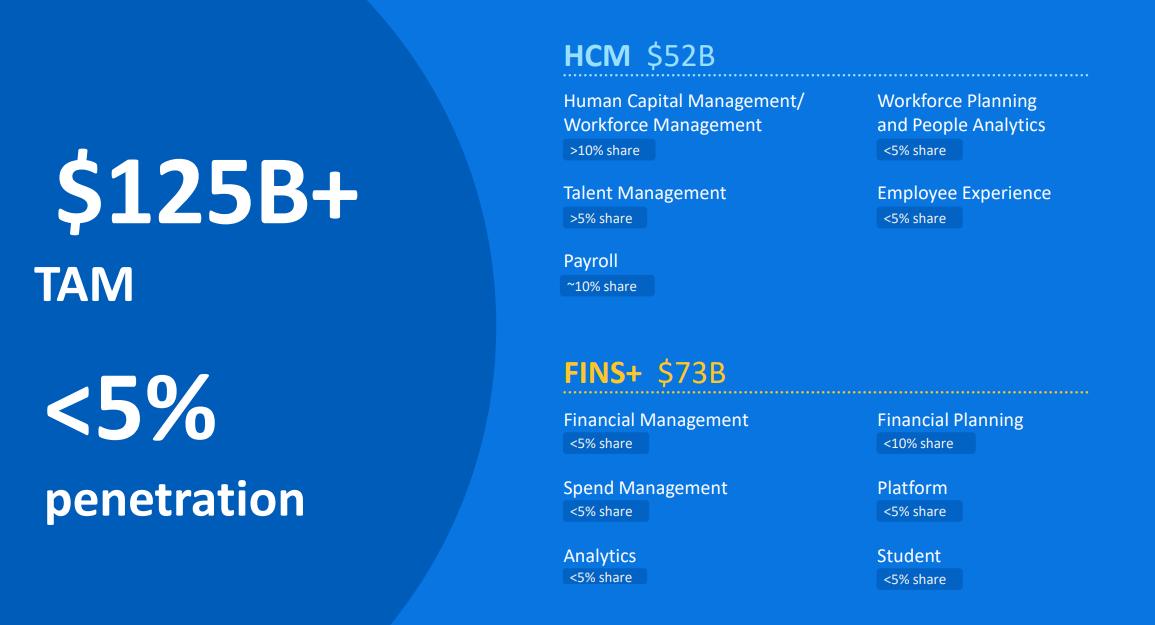 $125B+
TAM
<5%
penetration
HCM $52B
Human Capital Management/
Workforce Management
>10% share
Workforce Planning
and People Analytics
<5% share
Talent Management
>5% share
Employee Experience
<5% share
Payroll
~10% share
FINS+ $73B
Financial Management
<5% share
Financial Planning
<10% share
Spend Management
<5% share
Platform
<5% share
Analytics
<5% share
Student
<5% share